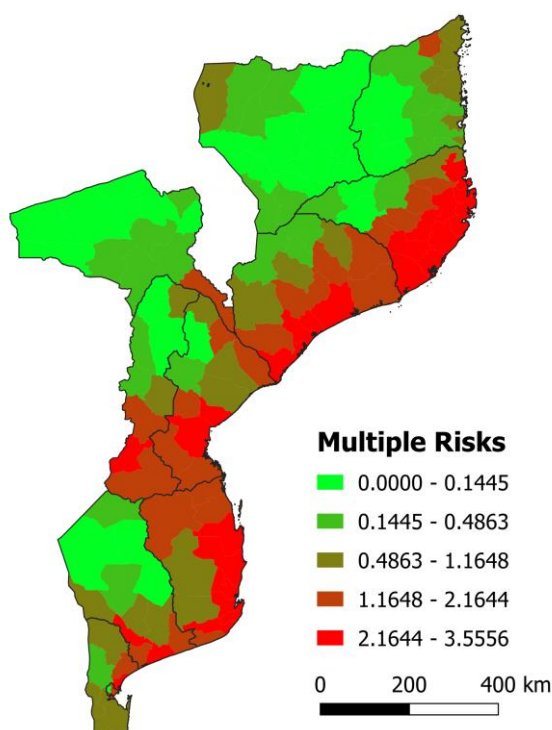 Multiple Risks
0.0000 - 0.1445
0.1445 - 0.4863
0.4863 - 1.1648
1.1648 - 2.1644
2.1644 - 3.5556
0 200 400 km